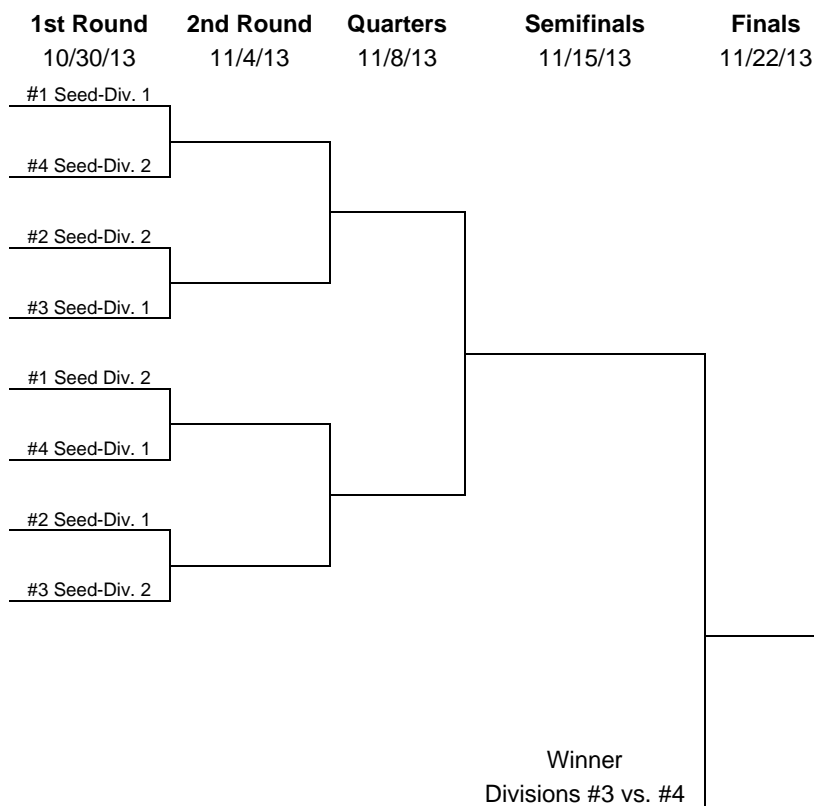 1st Round 2nd Round Quarters Semifinals Finals
10/30/13 11/4/13 11/8/13 11/15/13 11/22/13
#1 Seed-Div. 1
#4 Seed-Div. 2
#2 Seed-Div. 2
#3 Seed-Div. 1
#1 Seed Div. 2
#4 Seed-Div. 1
#2 Seed-Div. 1
#3 Seed-Div. 2
Winner
Divisions #3 vs. #4